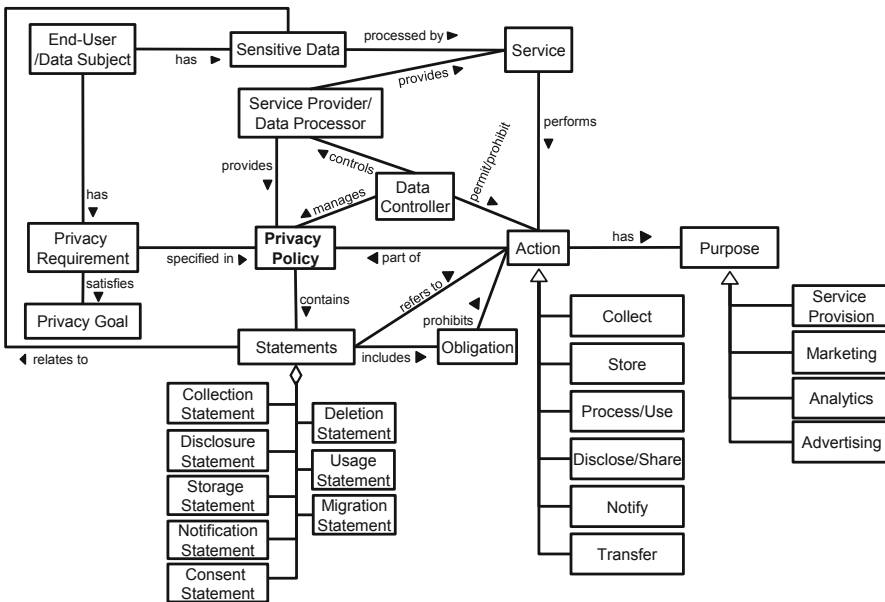 End-User
/Data Subject
has
Sensitive Data
processed by
Service
provides
Service Provider/
Data Processor
performs
provides
controls
permit/prohibit
has
manages
Data
Controller
Privacy
Requirement
specified in
Privacy
Policy
part of
Action
has
Purpose
satisfies
Privacy Goal
contains
refers to
prohibits
relates to
Statements
includes
Obligation
Collect
Store
Process/Use
Disclose/Share
Notify
Transfer
Service
Provision
Marketing
Analytics
Advertising
Collection
Statement
Disclosure
Statement
Storage
Statement
Notification
Statement
Consent
Statement
Deletion
Statement
Usage
Statement
Migration
Statement